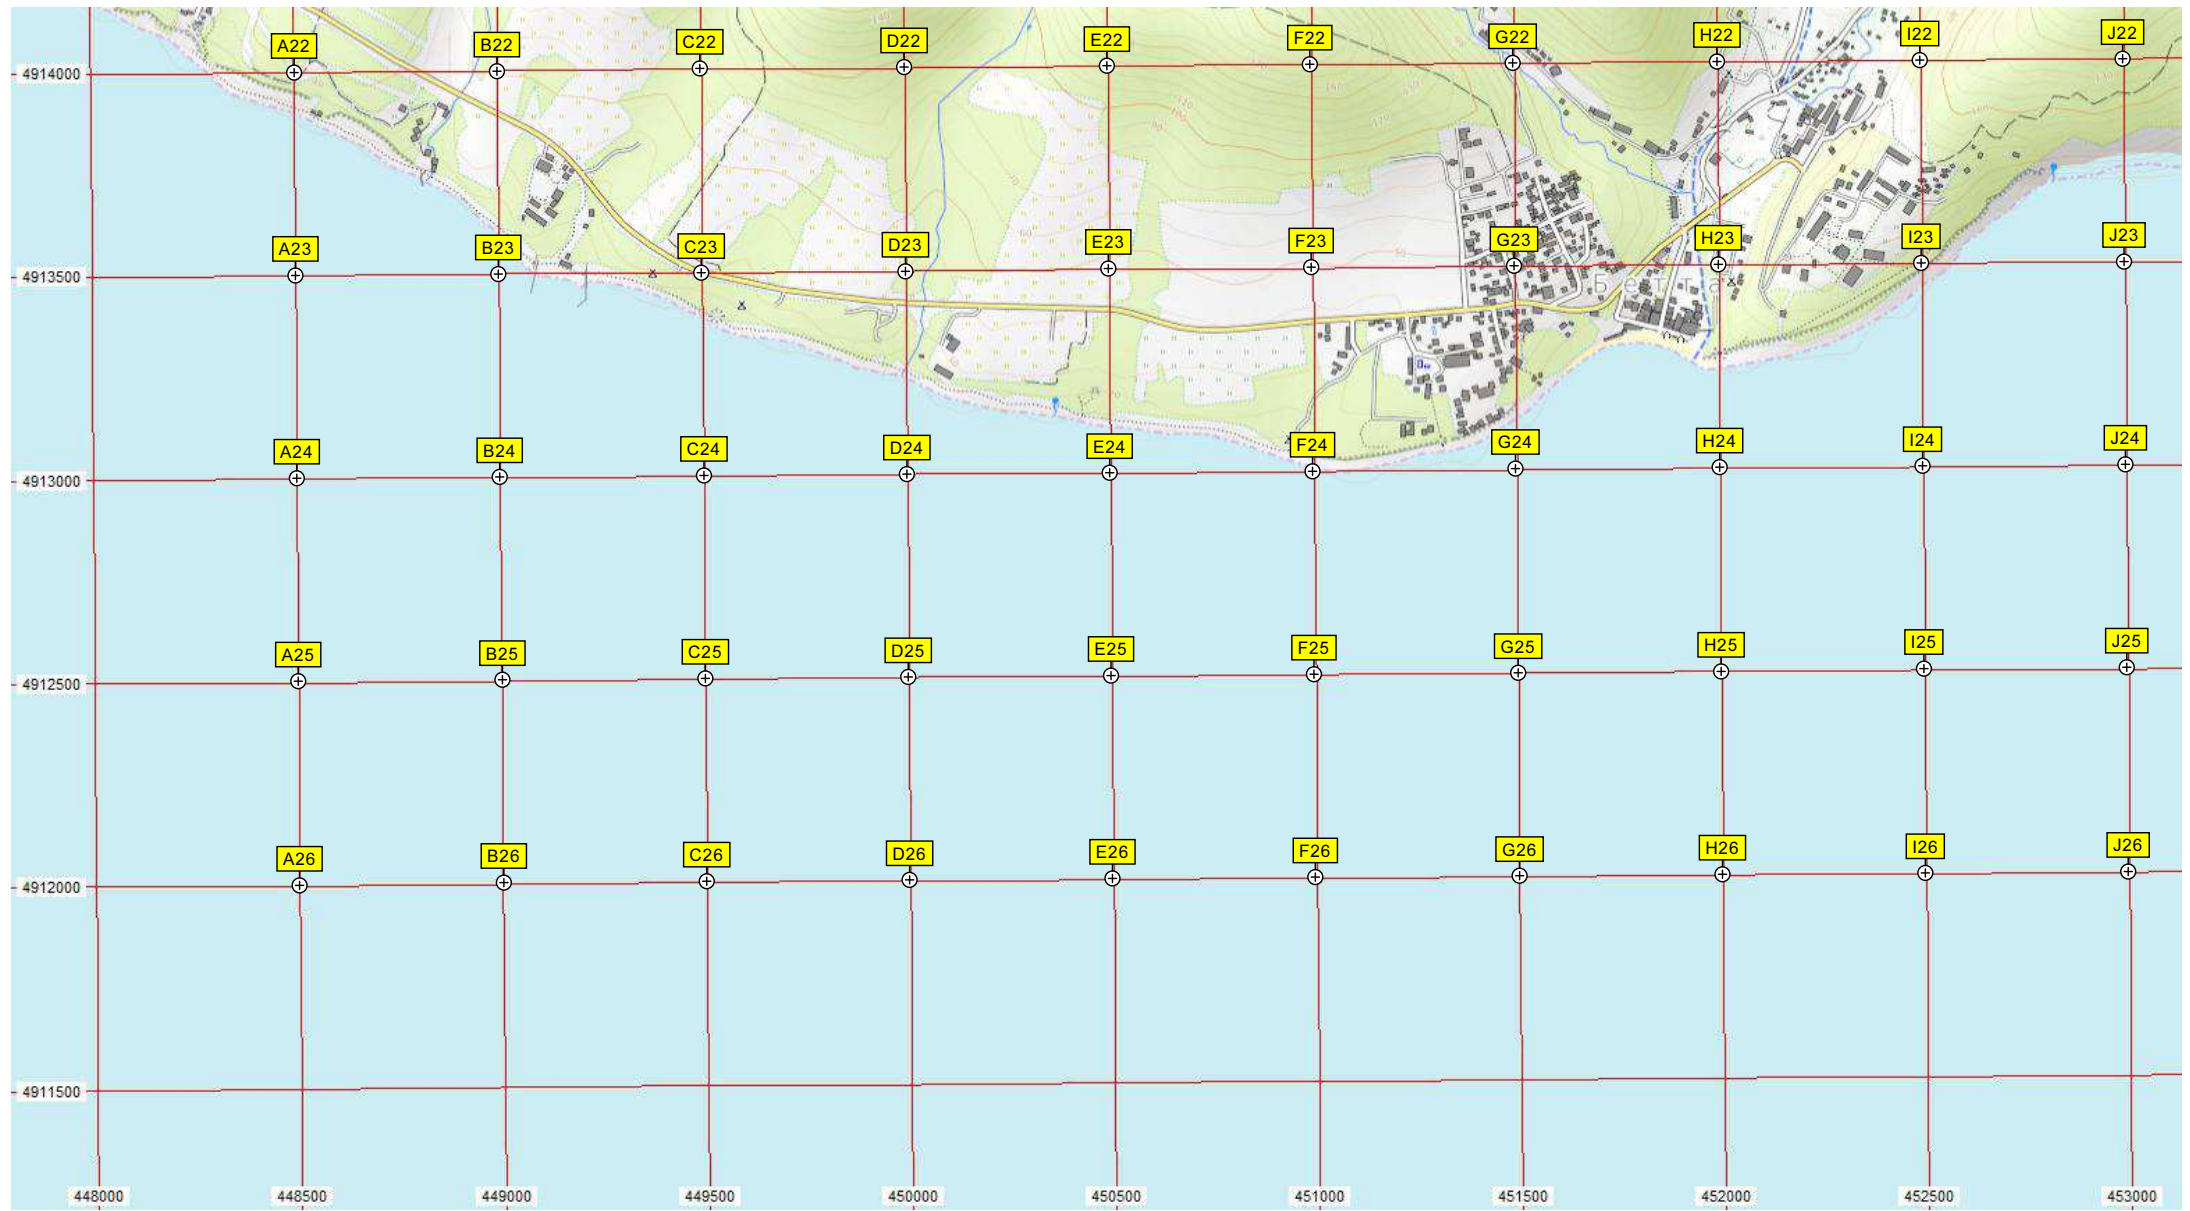 A22 B22 C22 D22 E22 F22 G22 H22 I22 J22
4914000
A23 B23 C23 D23 E23 F23 G23 H23 I23 J23
4913500
Бетта
A24 B24 C24 D24 E24 F24 G24 H24 I24 J24
4913000
A25 B25 C25 D25 E25 F25 G25 H25 I25 J25
4912500
A26 B26 C26 D26 E26 F26 G26 H26 I26 J26
4912000
4911500
448000 448500 449000 449500 450000 450500 451000 451500 452000 452500 453000